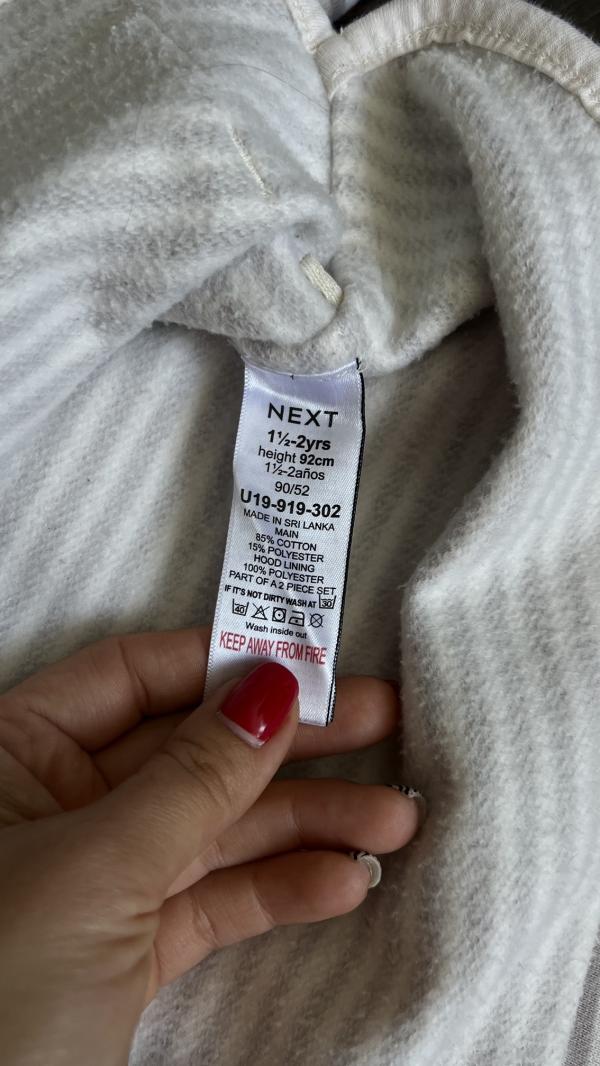 NEXT
1½-2yrs
height 92cm
1½-2años
90/52
U19-919-302
MADE IN SRI LANKA
MAIN
85% COTTON
15% POLYESTER
HOOD LINING
100% POLYESTER
PART OF A 2 PIECE SET
IF IT'S NOT DIRTY WASH AT 30
40
Wash inside out
KEEP AWAY FROM FIRE